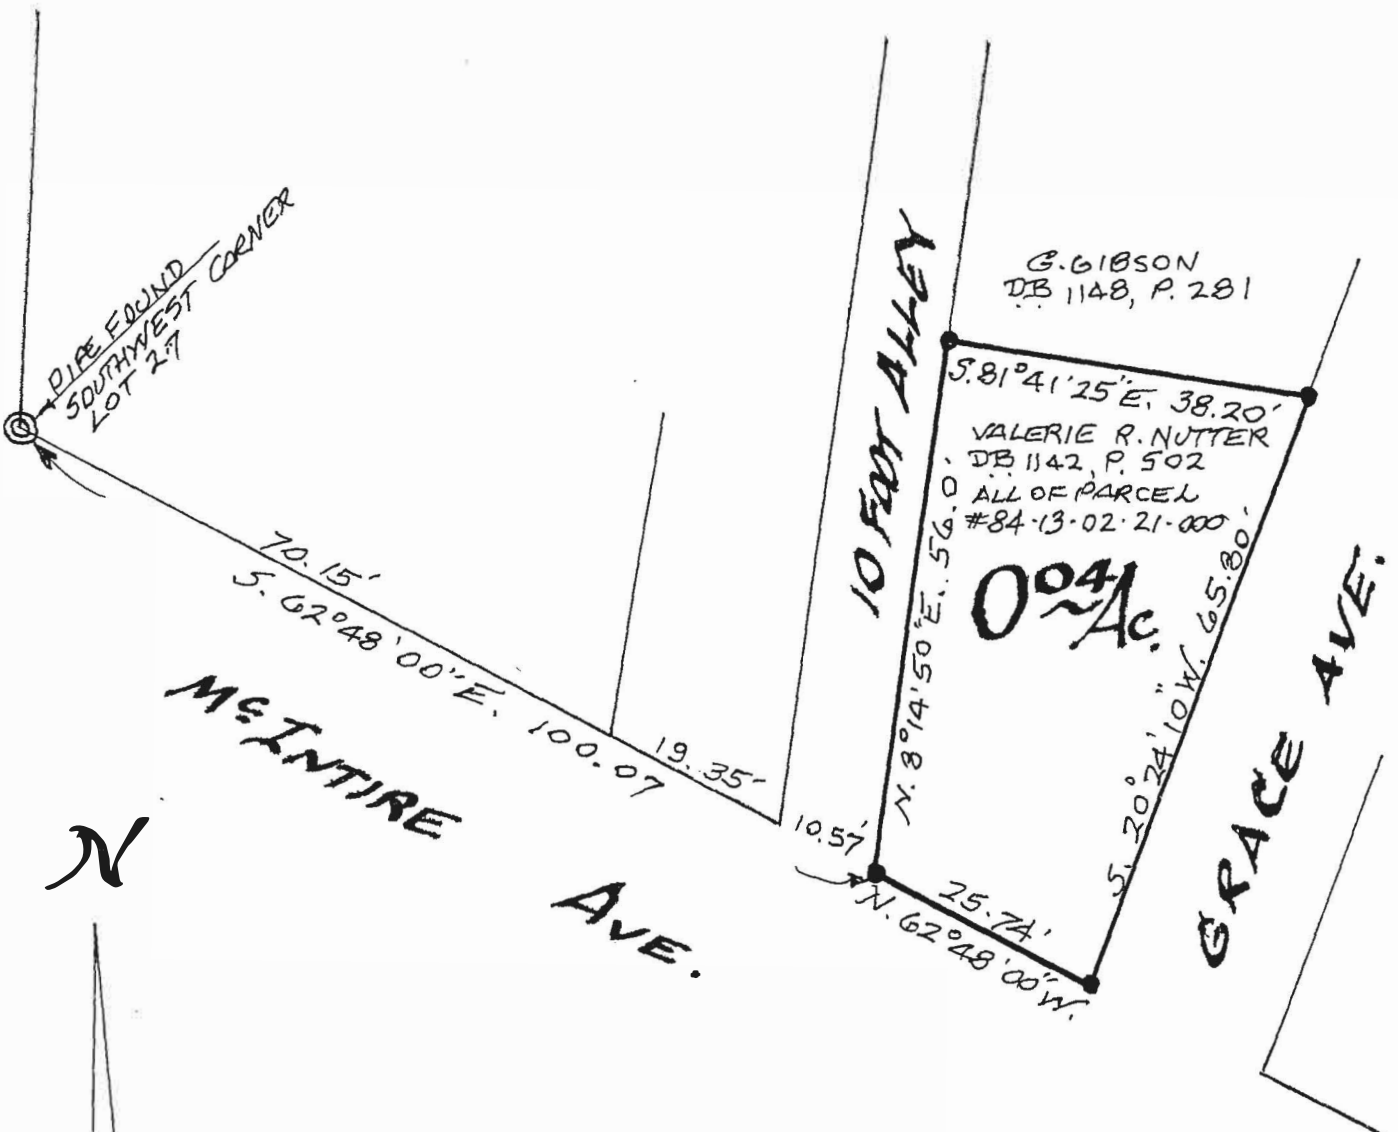 G. GIBSON
DB 1148, P. 281
PIPE FOUND
SOUTHWEST CORNER
LOT 27
10 FOOT ALLEY
S. 81°41'25"E. 38.20'
VALERIE R. NUTTER
DB 1142, P. 502
ALL OF PARCEL
#84-13-02-21-000
0.04 Ac.
N. 8°14'50"E. 56.0'
S. 20°24'10"W. 65.80'
GRACE AVE.
70.15'
S. 62°48'00"E. 100.07
19.35'
10.57'
McINTIRE AVE.
25.74'
N. 62°48'00"W.
N